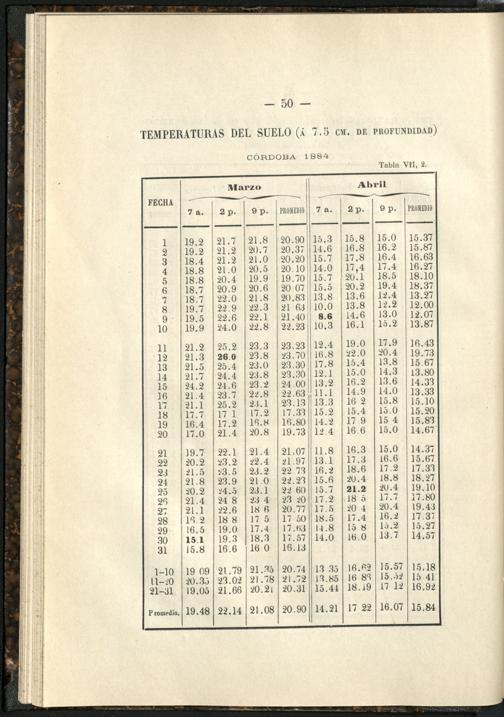 — 50 —
TEMPERATURAS DEL SUELO (Á 7.5 CM. DE PROFUNDIDAD)
CÓRDOBA 1884
Tabla VII, 2.
FECHA Marzo Abril
7 a. 2 p. 9 p. PROMEDIO 7 a. 2 p. 9 p. PROMEDIO
1 19.2 21.7 21.8 20.90 15.3 15.8 15.0 15.37
2 19.2 21.2 20.7 20.37 14.6 16.8 16.2 15.87
3 18.4 21.2 21.0 20.20 15.7 17.8 16.4 16.63
4 18.8 21.0 20.5 20.10 14.0 17,4 17.4 16.27
5 18.8 20.4 19.9 19.70 15.7 20.1 18.5 18.10
6 18.7 20.9 20.6 20 07 15.5 20.2 19.4 18.37
7 18.7 22.0 21.8 20.83 13.8 13.6 12.4 13.27
8 19.7 22.9 22.3 21 63 10.0 13.8 12.2 12.00
9 19.5 22.6 22.1 21.40 8.6 14.6 13.0 12.07
10 19.9 24.0 22.8 22.23 10.3 16.1 15.2 13.87
11 21.2 25.2 23.3 23.23 12.4 19.0 17.9 16.43
12 21.3 26.0 23.8 23.70 16.8 22.0 20.4 19.73
13 21.5 25.4 23.0 23.30 17.8 15.4 13.8 15.67
14 21.7 24.4 23.8 23.30 12.1 15.0 14.3 13.80
15 24.2 24.6 23.2 24.00 13.2 16.2 13.6 14.33
16 21.4 23.7 22.8 22.63 11.1 14.9 14.0 13.33
17 21.1 25.2 23.1 23.13 13.3 16 2 15.8 15.10
18 17.7 17 1 17.2 17.33 15.2 15.4 15.0 15.20
19 16.4 17.2 16.8 16.80 14.2 17 9 15 4 15.83
20 17.0 21.4 20.8 19.73 12 4 16.6 15.0 14.67
21 19.7 22.1 21.4 21.07 11.8 16.3 15.0 14.37
22 20.2 23.2 22.4 21.97 13.1 17.3 16.6 15.67
23 21.5 23.5 23.2 22 73 16.2 18.6 17.2 17.33
24 21.8 23.9 21 0 22.23 15.6 20.4 18.8 18.27
25 20.2 24.5 23.1 22 60 15.7 21.2 20.4 19.10
26 21.4 24 8 23 4 23 20 17.2 18 5 17.7 17.80
27 21.1 22.6 18 6 20.77 17.5 20 4 20.4 19.43
28 16.2 18 8 17 5 17 50 18.5 17.4 16.2 17.37
29 16.5 19.0 17.4 17.63 14.8 15 8 15.2 15.27
30 15.1 19.3 18.3 17.57 14.0 16.0 13.7 14.57
31 15.8 16.6 16 0 16.13
1-10 19 09 21.79 21.35 20.74 13 35 16.62 15.57 15.18
11-20 20.35 23.02 21.78 21.72 13.85 16 86 15.52 15 41
21-31 19.05 21.66 20.21 20.31 15.44 18.19 17 12 16.92
Promedio. 19.48 22.14 21.08 20.90 14.21 17 22 16.07 15.84